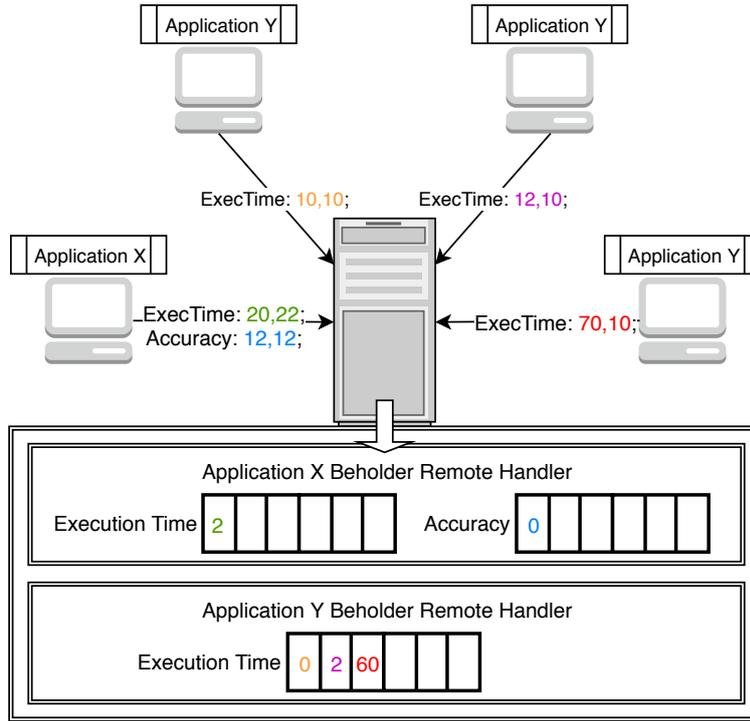 Application Y
Application Y
ExecTime: 10,10;
ExecTime: 12,10;
Application X
Application Y
ExecTime: 20,22;
Accuracy: 12,12;
ExecTime: 70,10;
Application X Beholder Remote Handler
Execution Time 2
Accuracy 0
Application Y Beholder Remote Handler
Execution Time 0 2 60